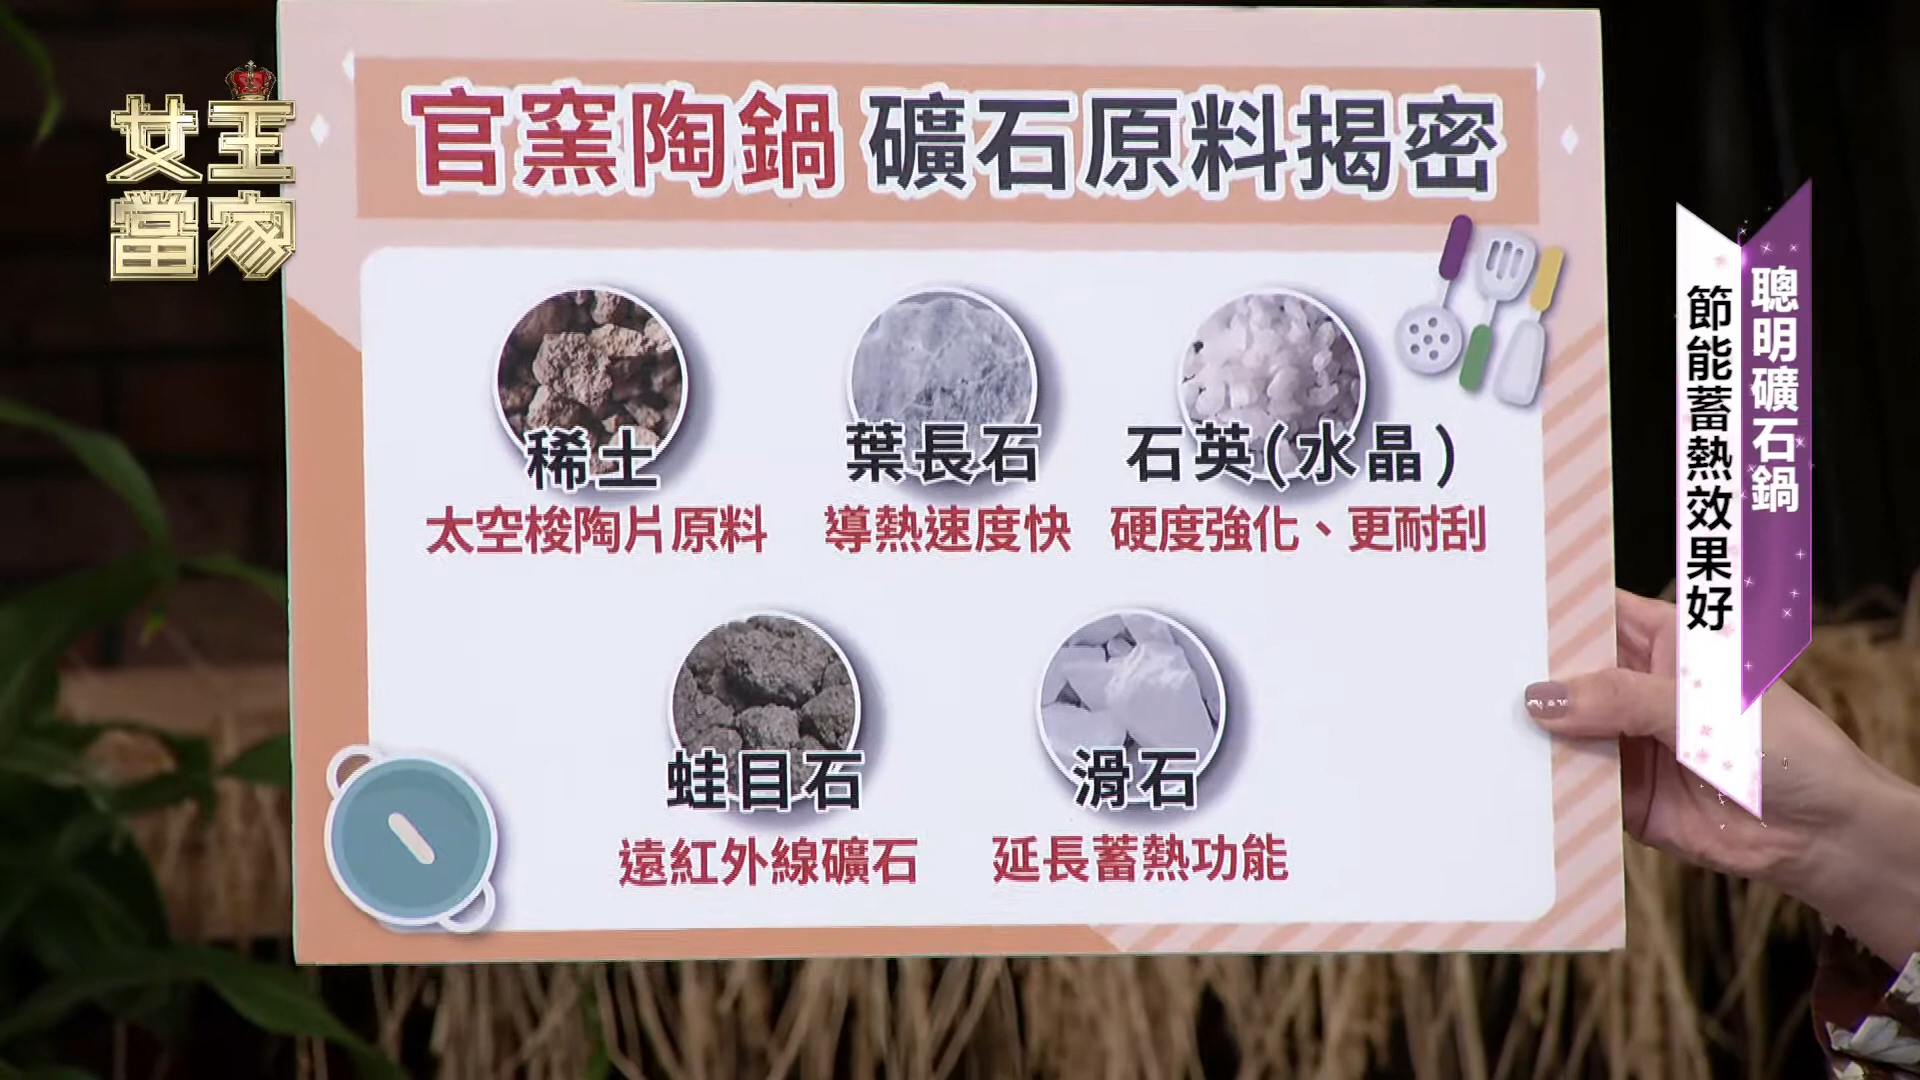 女王
當家
官窯陶鍋 礦石原料揭密
稀土
太空梭陶片原料
葉長石
導熱速度快
石英(水晶)
硬度強化、更耐刮
蛙目石
遠紅外線礦石
滑石
延長蓄熱功能
聰明礦石鍋
節能蓄熱效果好